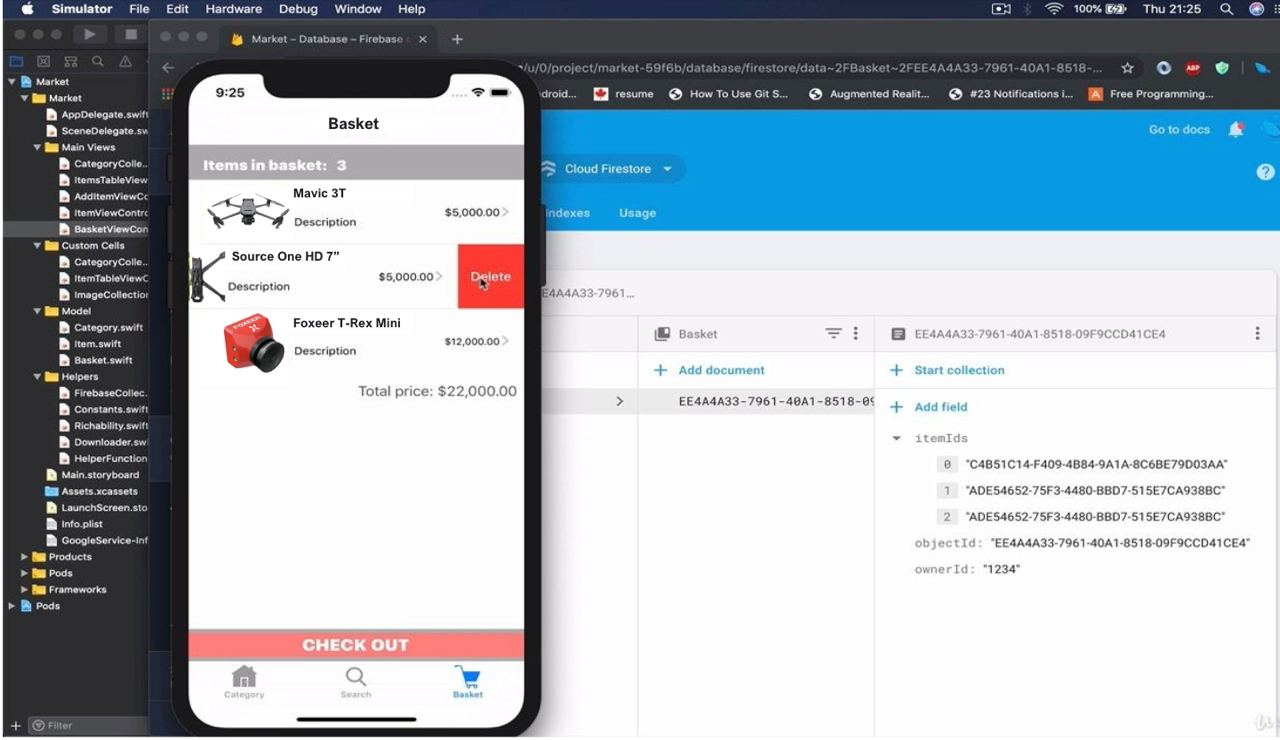 Simulator File Edit Hardware Debug Window Help 100% Thu 21:25
Market – Database – Firebase
/u/0/project/market-59f6b/database/firestore/data~2FBasket~2FEE4A4A33-7961-40A1-8518-...
ABP
droid... resume How To Use Git S... Augmented Realit... #23 Notifications i... Free Programming...
Market
Market
AppDelegate.swift
SceneDelegate.sw
Main Views
CategoryColle...
ItemsTableView
AddItemViewCo
ItemViewContro
BasketViewCon
Custom Cells
CategoryColle...
ItemTableViewC
ImageCollection
Model
Category.swift
Item.swift
Basket.swift
Helpers
FirebaseCollec.
Constants.swift
Richability.swift
Downloader.swi
HelperFunction
Main.storyboard
Assets.xcassets
LaunchScreen.sto
Info.plist
GoogleService-Inf
Products
Pods
Frameworks
Pods
Filter
9:25
Basket
Items in basket: 3
Mavic 3T
Description
$5,000.00
Source One HD 7”
Description
$5,000.00
Delete
FOXEER
Foxeer T-Rex Mini
Description
$12,000.00
Total price: $22,000.00
CHECK OUT
Category Search Basket
Go to docs
Cloud Firestore
Indexes Usage
EE4A4A33-7961...
Basket
Add document
EE4A4A33-7961-40A1-8518-09
EE4A4A33-7961-40A1-8518-09F9CCD41CE4
Start collection
Add field
itemIds
0 "C4B51C14-F409-4B84-9A1A-8C6BE79D03AA"
1 "ADE54652-75F3-4480-BBD7-515E7CA938BC"
2 "ADE54652-75F3-4480-BBD7-515E7CA938BC"
objectId: "EE4A4A33-7961-40A1-8518-09F9CCD41CE4"
ownerId: "1234"